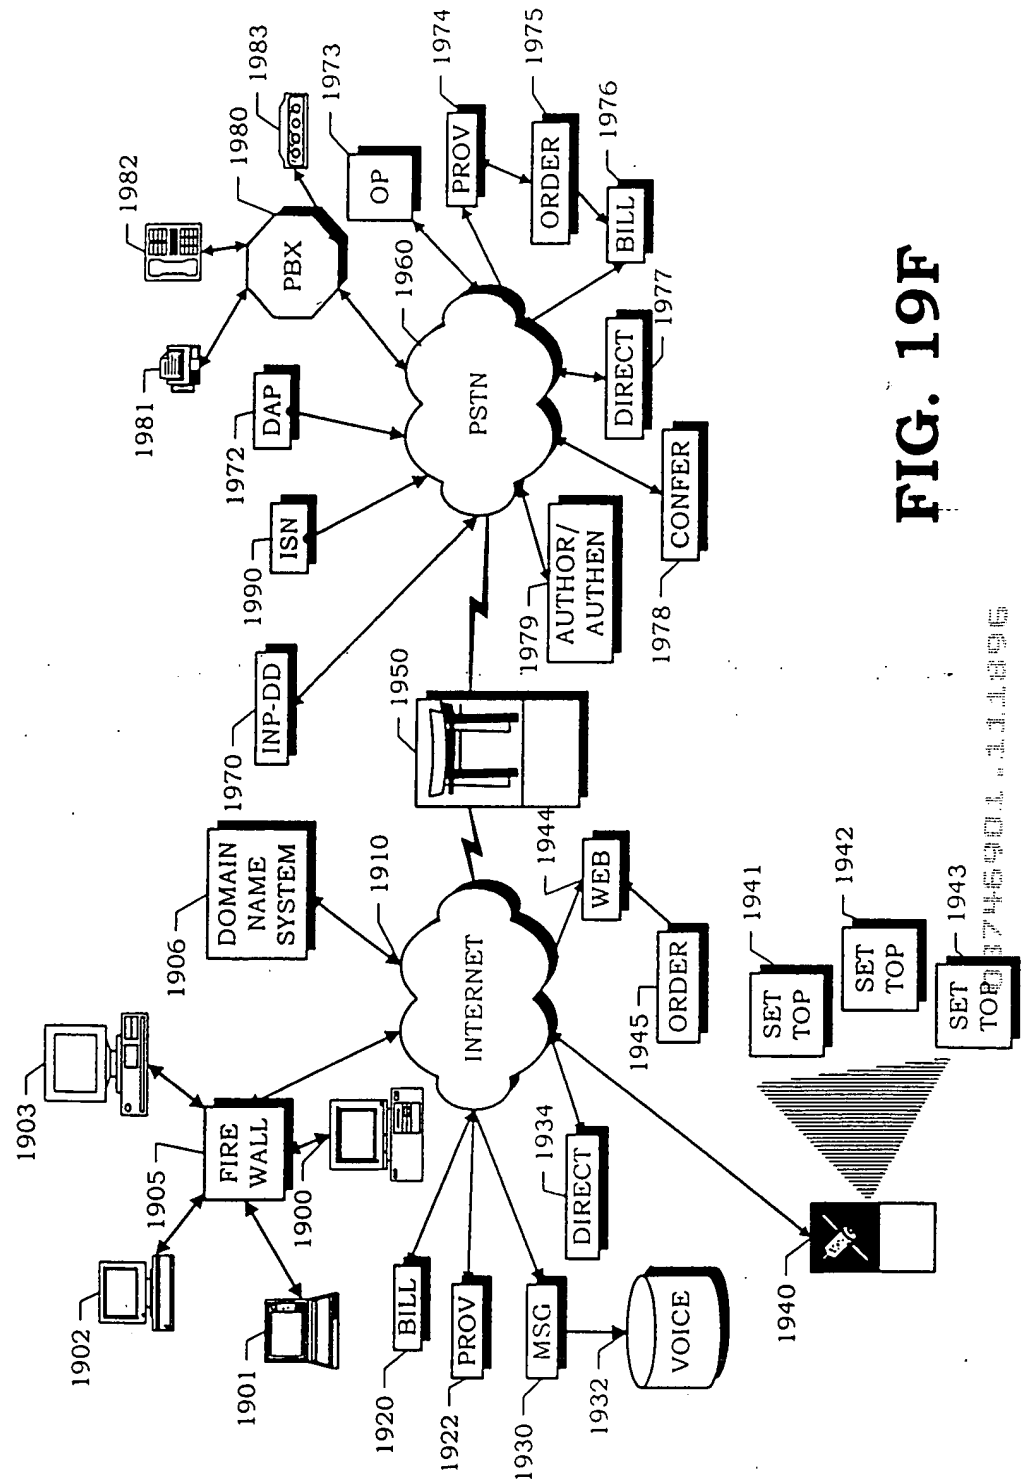 1903
1902
1905
1906
1970
1990
1972
1981
1982
1980
1983
1973
1974
1975
1976
1901
1900
FIRE
WALL
DOMAIN
NAME
SYSTEM
INP-DD
ISN
DAP
PBX
OP
1920
BILL
1910
1950
1960
1922
PROV
INTERNET
PSTN
PROV
1930
MSG
1934
DIRECT
1944
WEB
1979
AUTHOR/
AUTHEN
ORDER
BILL
1932
VOICE
1945
ORDER
1978
CONFER
DIRECT
1977
1940
1941
SET
TOP
1942
SET
TOP
1943
SET
TOP
FIG. 19F